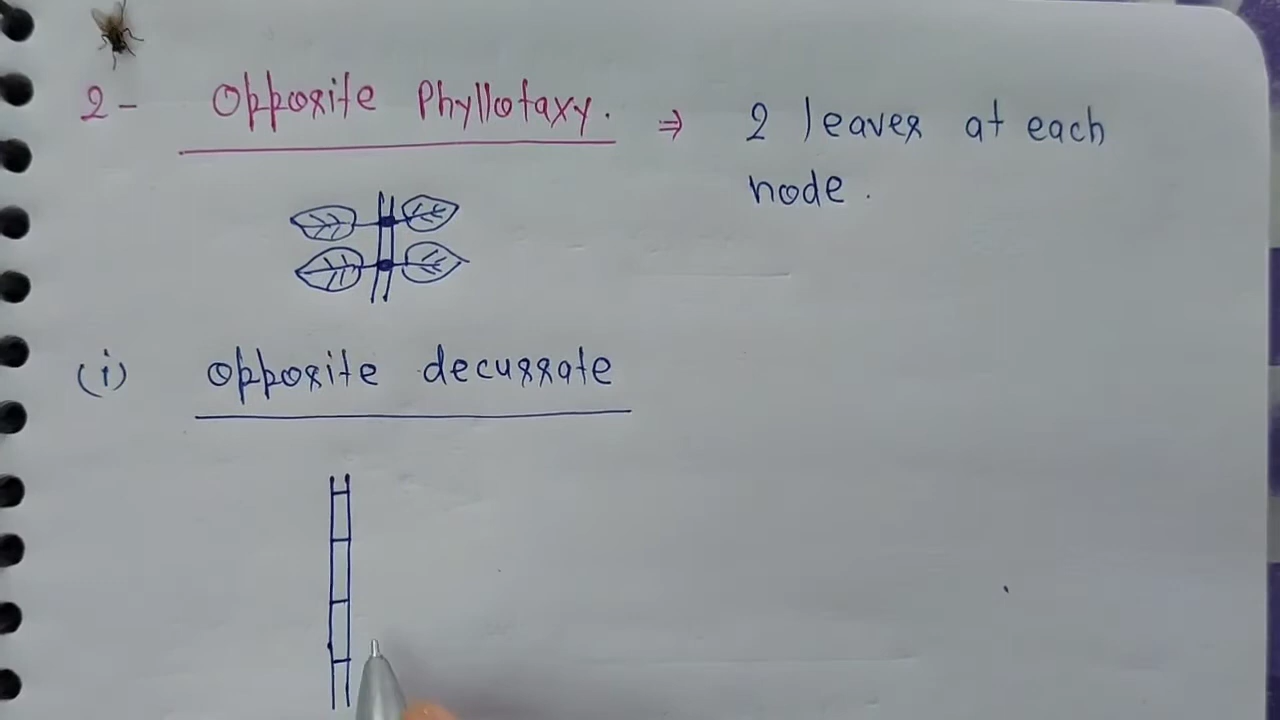 2- Opposite Phyllotaxy. ⇒ 2 leaves at each
node.
(i) Opposite decussate